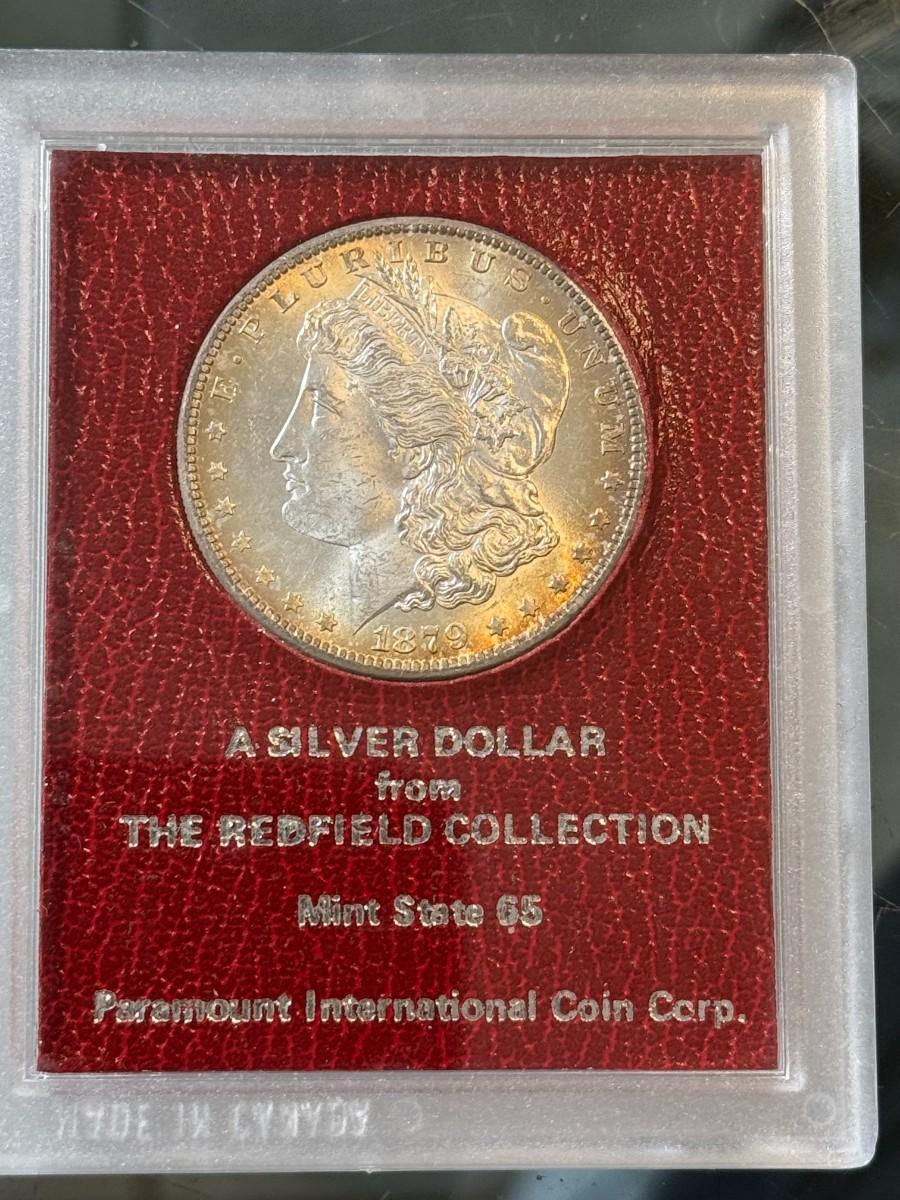 E · PLURIBUS · UNUM
LIBERTY
1879
A SILVER DOLLAR
from
THE REDFIELD COLLECTION
Mint State 65
Paramount International Coin Corp.
MADE IN CANADA